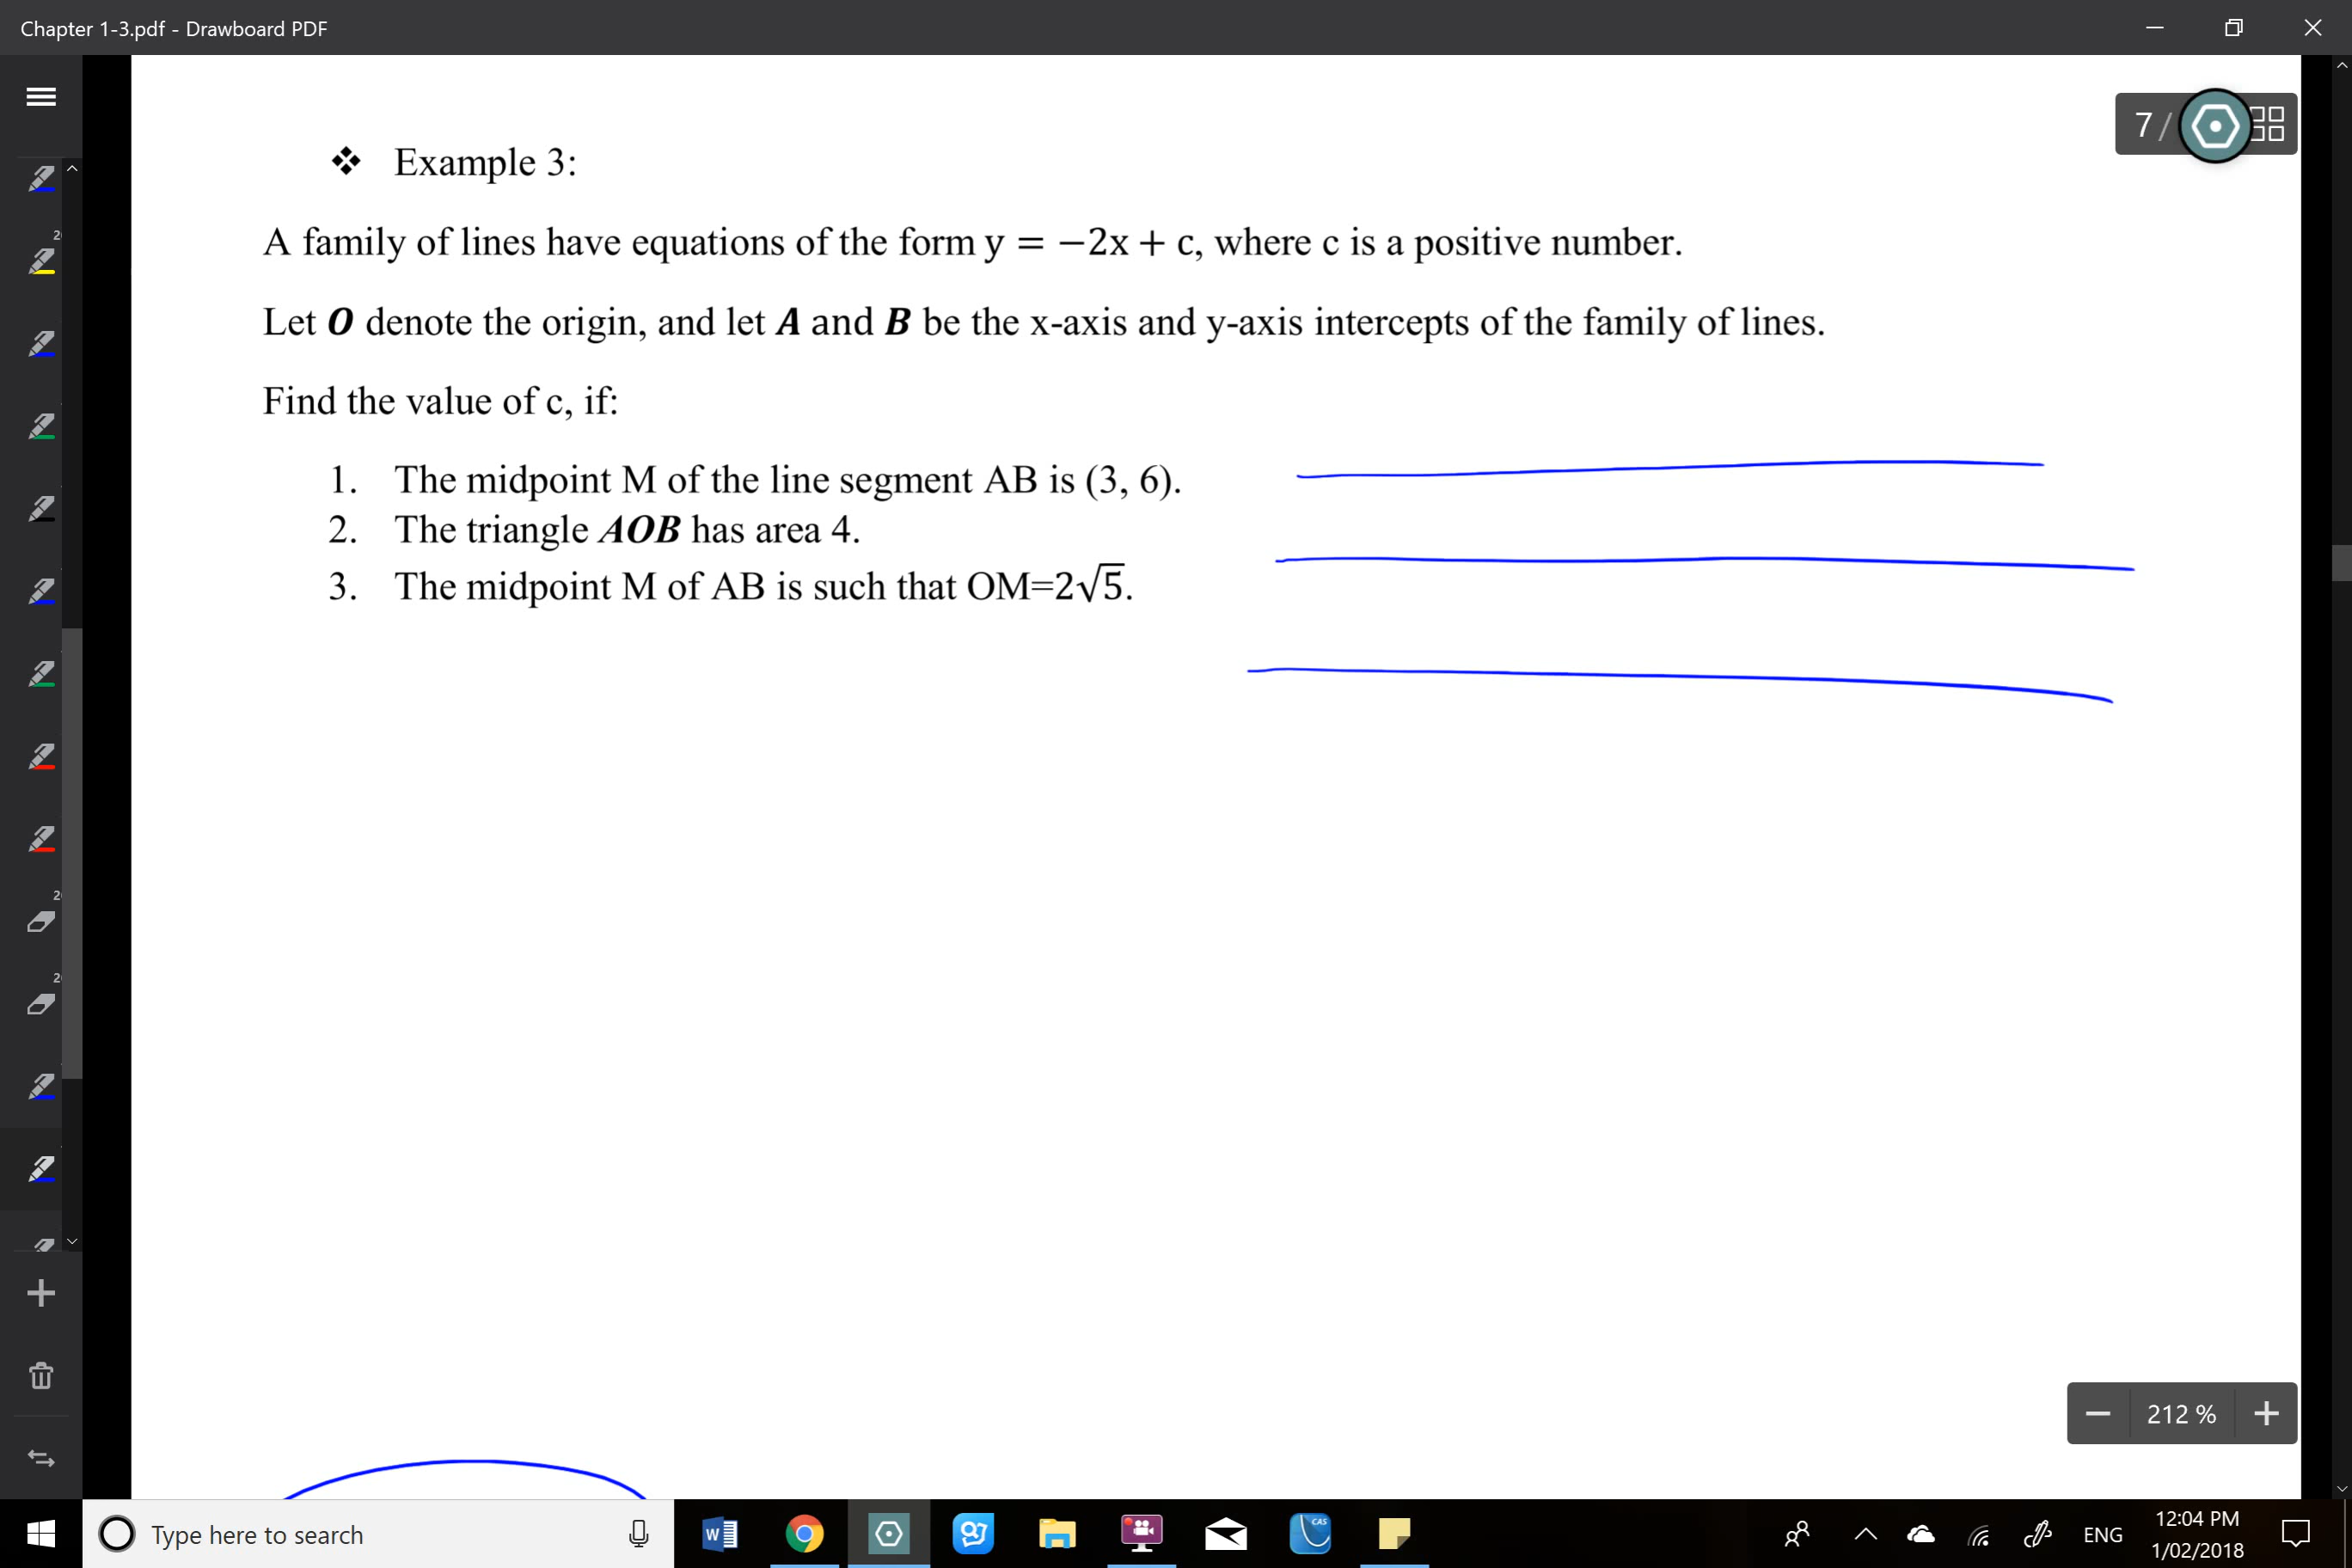 Chapter 1-3.pdf - Drawboard PDF
7 /
❖ Example 3:
A family of lines have equations of the form y = −2x + c, where c is a positive number.
Let O denote the origin, and let A and B be the x-axis and y-axis intercepts of the family of lines.
Find the value of c, if:
1. The midpoint M of the line segment AB is (3, 6).
2. The triangle AOB has area 4.
3. The midpoint M of AB is such that OM=2√5.
212 %
Type here to search
W
CAS
ENG
12:04 PM
1/02/2018